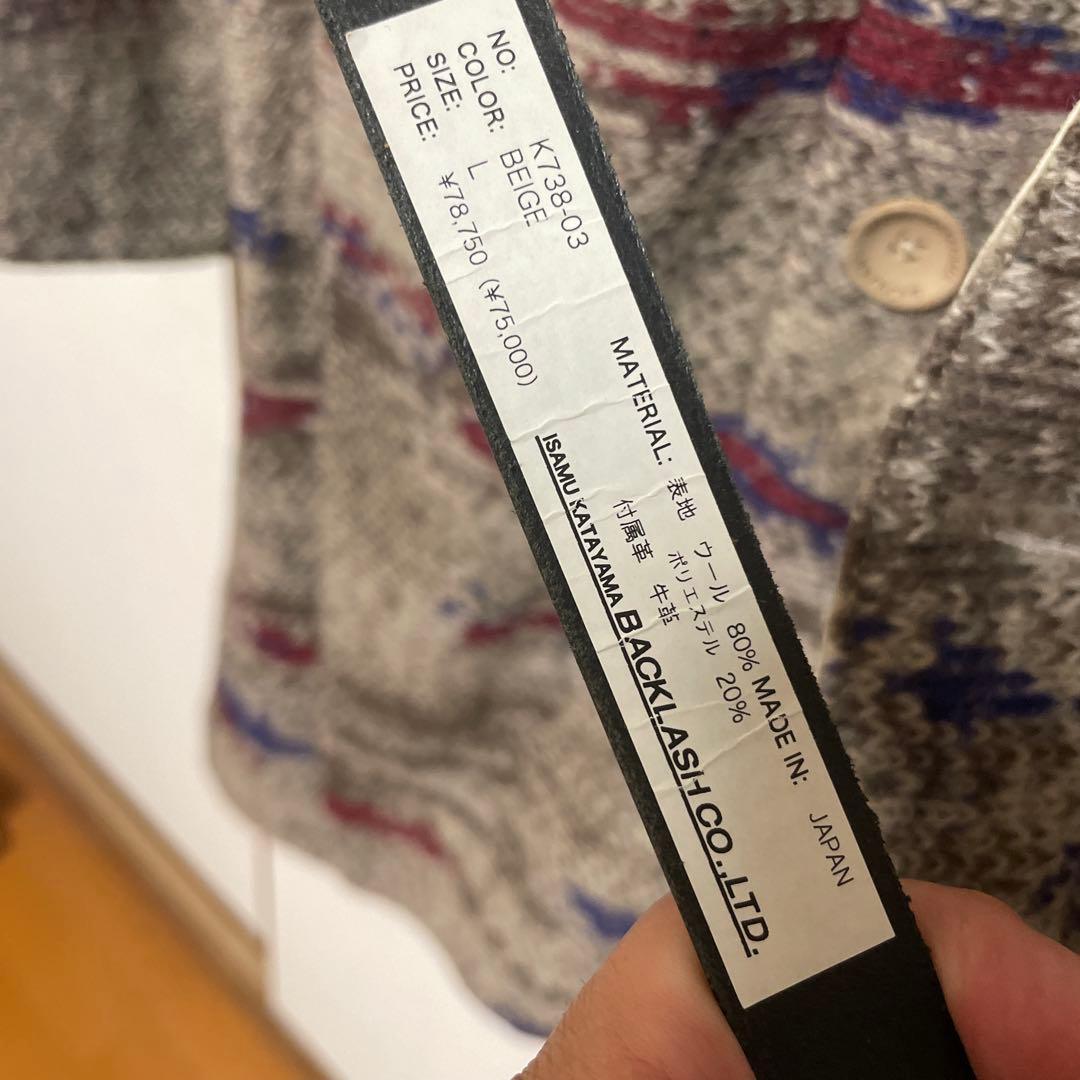 NO: K738-03
COLOR: BEIGE
SIZE: L
PRICE: ¥78,750 (¥75,000)
MATERIAL: 表地 ウール 80%
ポリエステル 20%
付属革 牛革
MADE IN: JAPAN
ISAMU KATAYAMA BACKLASH CO.,LTD.